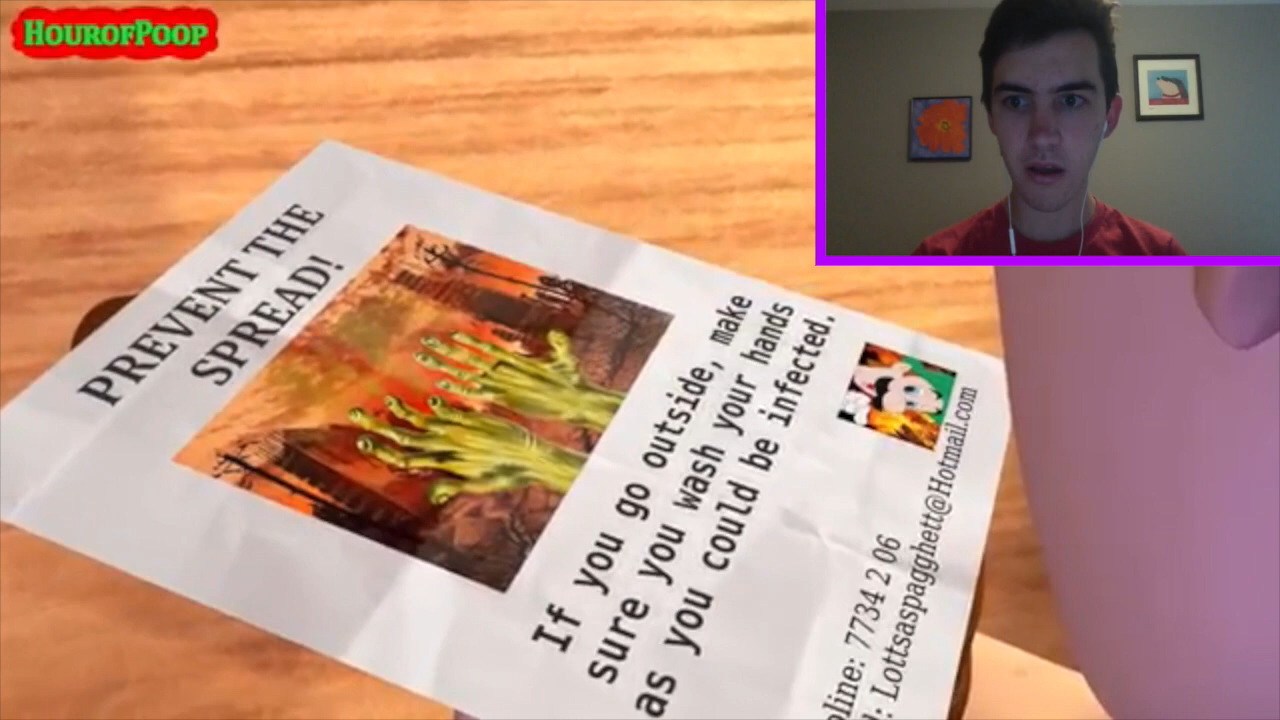 HourofPoop
PREVENT THE
SPREAD!
If you go outside, make
sure you wash your hands
as you could be infected.
oline: 7734 2 06
l: Lottsaspagghett@Hotmail.com